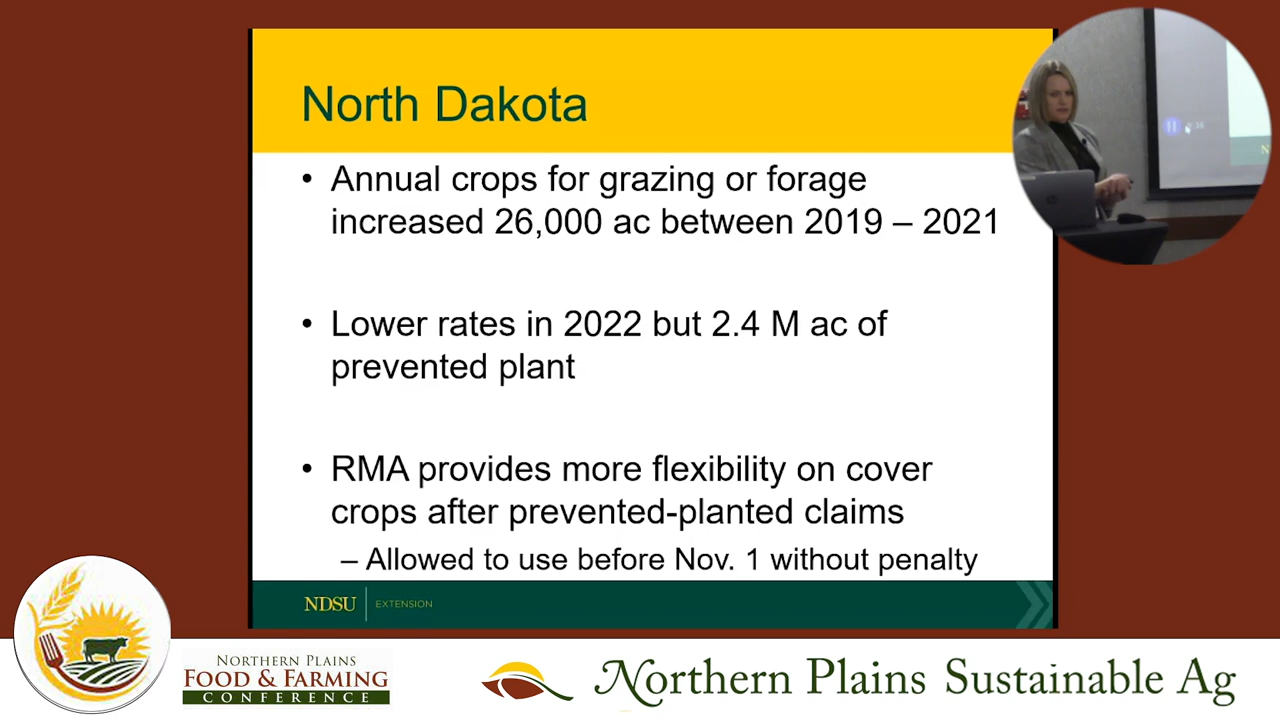 North Dakota
• Annual crops for grazing or forage
increased 26,000 ac between 2019 – 2021
• Lower rates in 2022 but 2.4 M ac of
prevented plant
• RMA provides more flexibility on cover
crops after prevented-planted claims
– Allowed to use before Nov. 1 without penalty
NDSU EXTENSION
NORTHERN PLAINS
FOOD & FARMING
CONFERENCE
Northern Plains Sustainable Ag